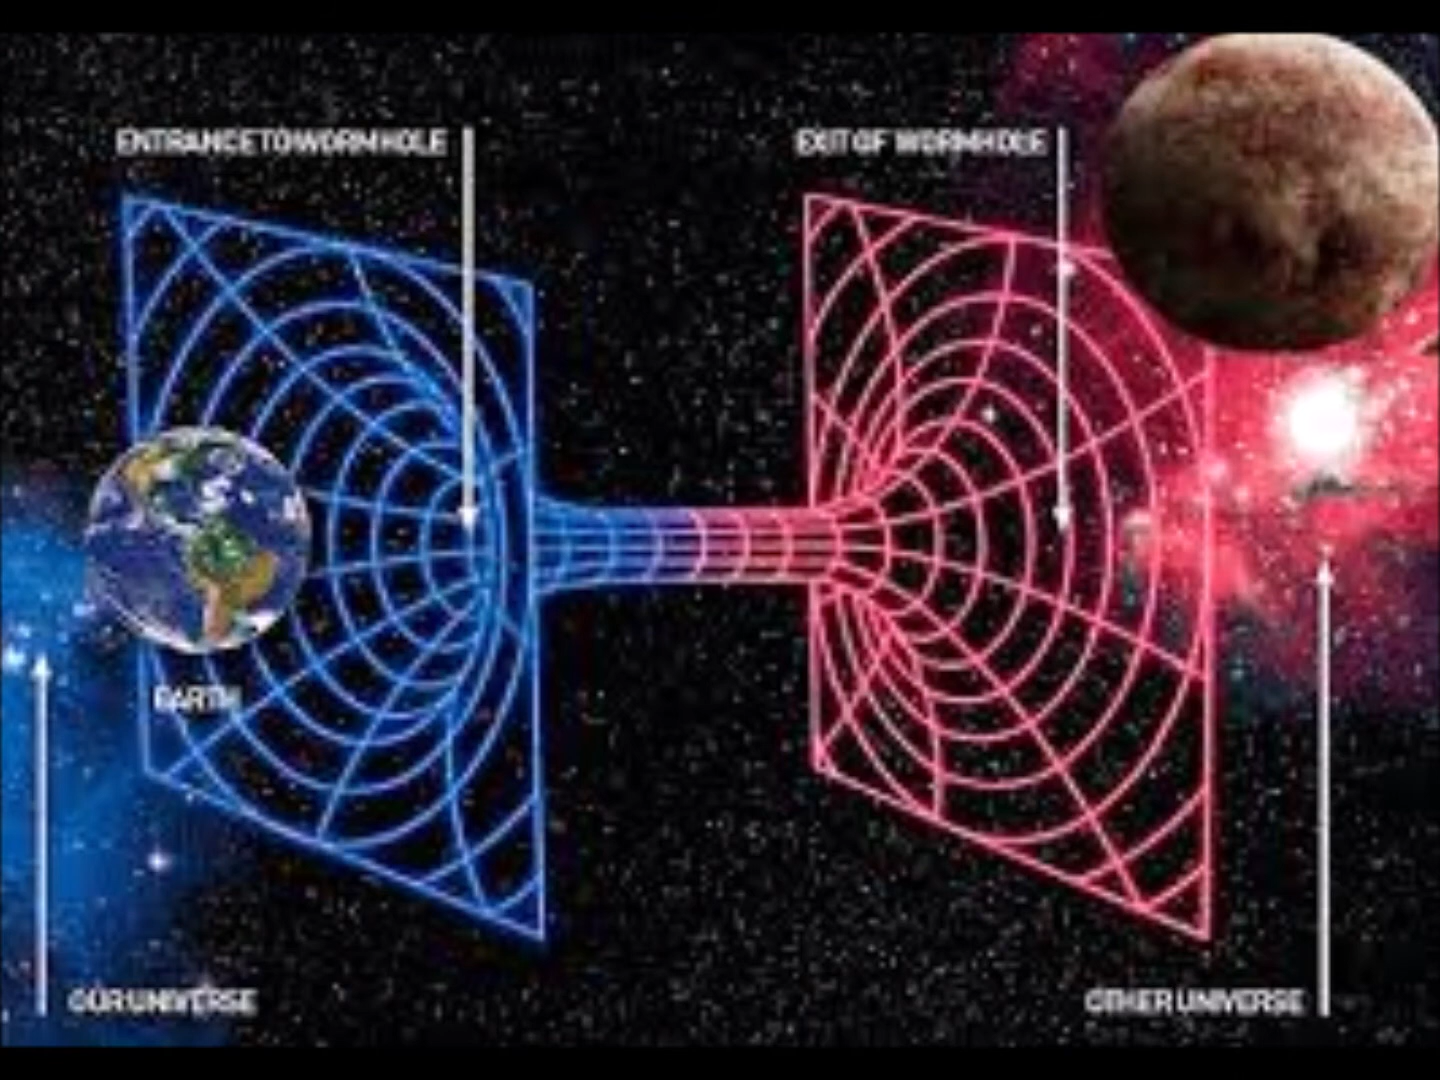 ENTRANCE TO WORMHOLE
EXIT OF WORMHOLE
EARTH
OUR UNIVERSE
OTHER UNIVERSE